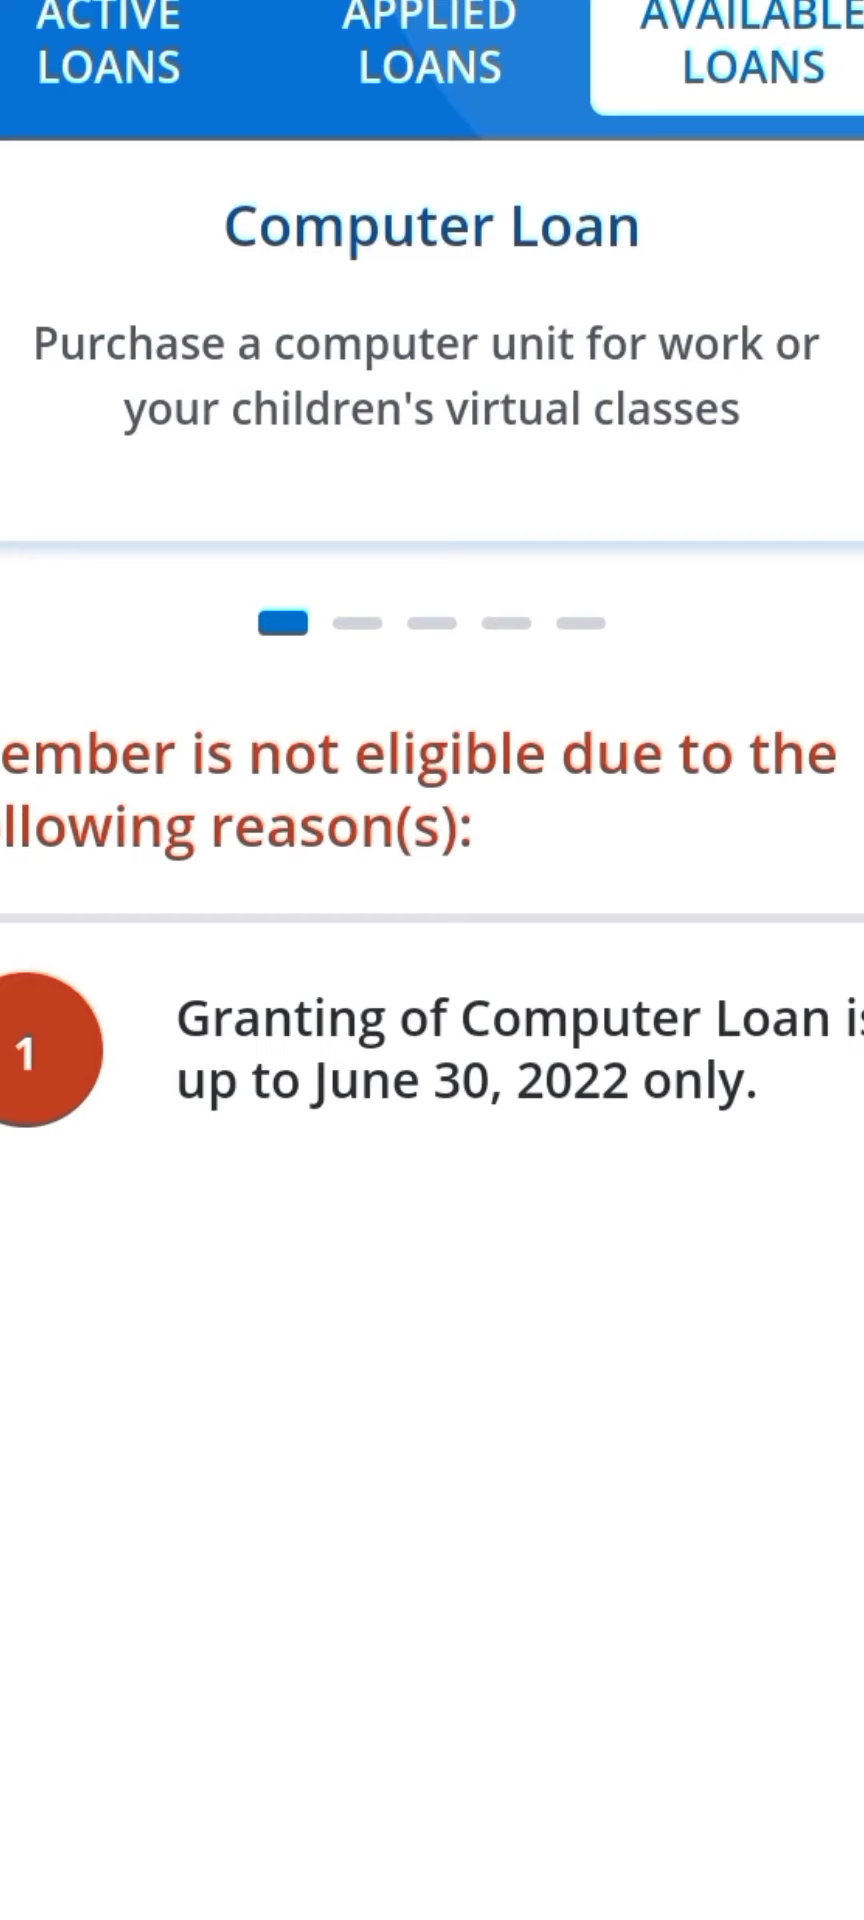 ACTIVE APPLIED AVAILABLE
LOANS LOANS LOANS
Computer Loan
Purchase a computer unit for work or
your children's virtual classes
ember is not eligible due to the
llowing reason(s):
1
Granting of Computer Loan is
up to June 30, 2022 only.